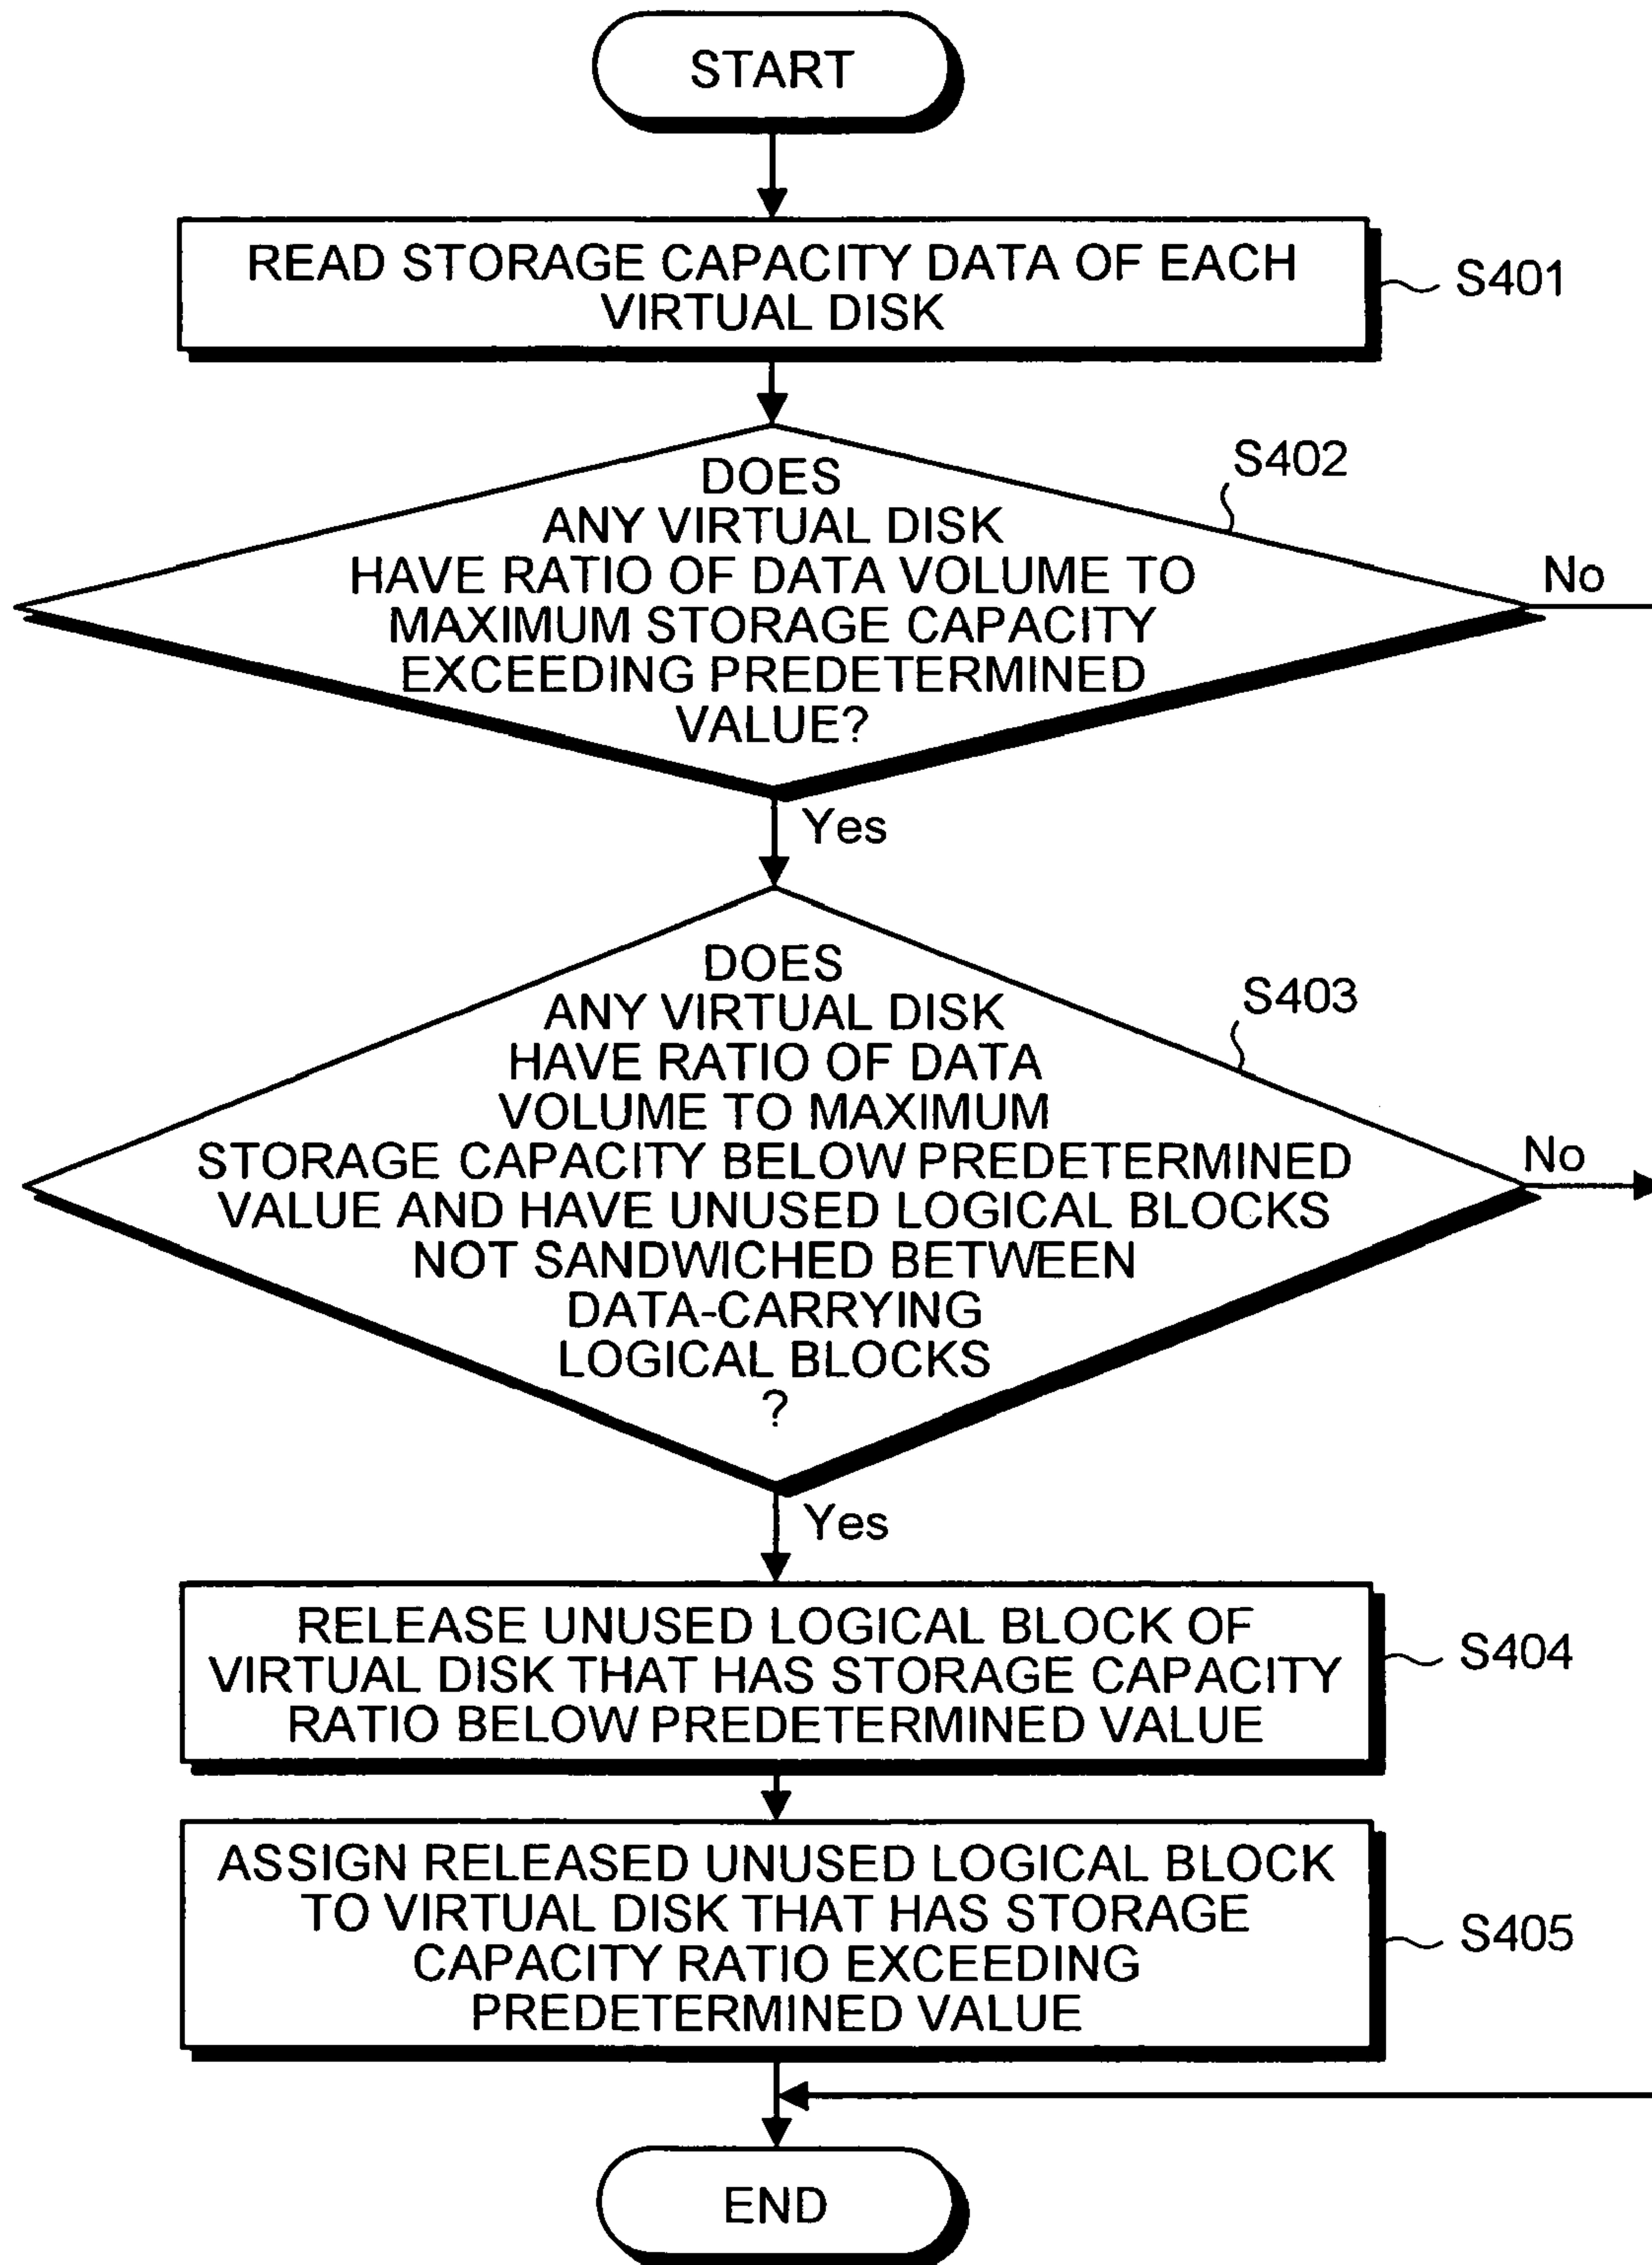 START
READ STORAGE CAPACITY DATA OF EACH
VIRTUAL DISK
S401
DOES
ANY VIRTUAL DISK
HAVE RATIO OF DATA VOLUME TO
MAXIMUM STORAGE CAPACITY
EXCEEDING PREDETERMINED
VALUE?
S402
No
Yes
DOES
ANY VIRTUAL DISK
HAVE RATIO OF DATA
VOLUME TO MAXIMUM
STORAGE CAPACITY BELOW PREDETERMINED
VALUE AND HAVE UNUSED LOGICAL BLOCKS
NOT SANDWICHED BETWEEN
DATA-CARRYING
LOGICAL BLOCKS
?
S403
No
Yes
RELEASE UNUSED LOGICAL BLOCK OF
VIRTUAL DISK THAT HAS STORAGE CAPACITY
RATIO BELOW PREDETERMINED VALUE
S404
ASSIGN RELEASED UNUSED LOGICAL BLOCK
TO VIRTUAL DISK THAT HAS STORAGE
CAPACITY RATIO EXCEEDING
PREDETERMINED VALUE
S405
END